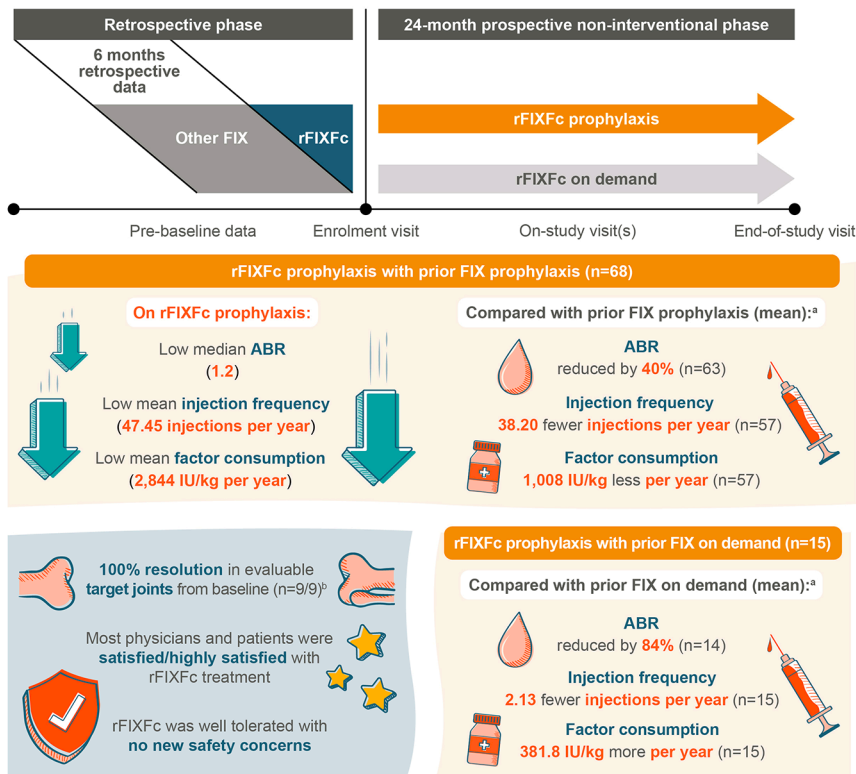 Retrospective phase
24-month prospective non-interventional phase
6 months
retrospective
data
Other FIX
rFIXFc
rFIXFc prophylaxis
rFIXFc on demand
Pre-baseline data
Enrolment visit
On-study visit(s)
End-of-study visit
rFIXFc prophylaxis with prior FIX prophylaxis (n=68)
On rFIXFc prophylaxis:
Low median ABR
(1.2)
Low mean injection frequency
(47.45 injections per year)
Low mean factor consumption
(2,844 IU/kg per year)
Compared with prior FIX prophylaxis (mean):ᵃ
ABR
reduced by 40% (n=63)
Injection frequency
38.20 fewer injections per year (n=57)
Factor consumption
1,008 IU/kg less per year (n=57)
100% resolution in evaluable
target joints from baseline (n=9/9)ᵇ
Most physicians and patients were
satisfied/highly satisfied with
rFIXFc treatment
rFIXFc was well tolerated with
no new safety concerns
rFIXFc prophylaxis with prior FIX on demand (n=15)
Compared with prior FIX on demand (mean):ᵃ
ABR
reduced by 84% (n=14)
Injection frequency
2.13 fewer injections per year (n=15)
Factor consumption
381.8 IU/kg more per year (n=15)